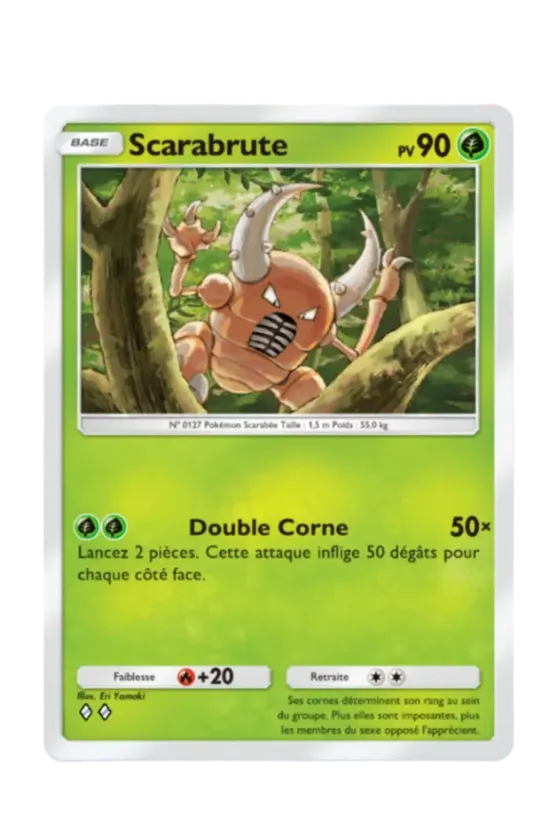 BASE Scarabrute PV 90
N° 0127 Pokémon Scarabée Taille : 1,5 m Poids : 55,0 kg
Double Corne 50×
Lancez 2 pièces. Cette attaque inflige 50 dégâts pour
chaque côté face.
Faiblesse +20 Retraite
Illus. Eri Yamaki
Ses cornes déterminent son rang au sein
du groupe. Plus elles sont imposantes, plus
les membres du sexe opposé l'apprécient.